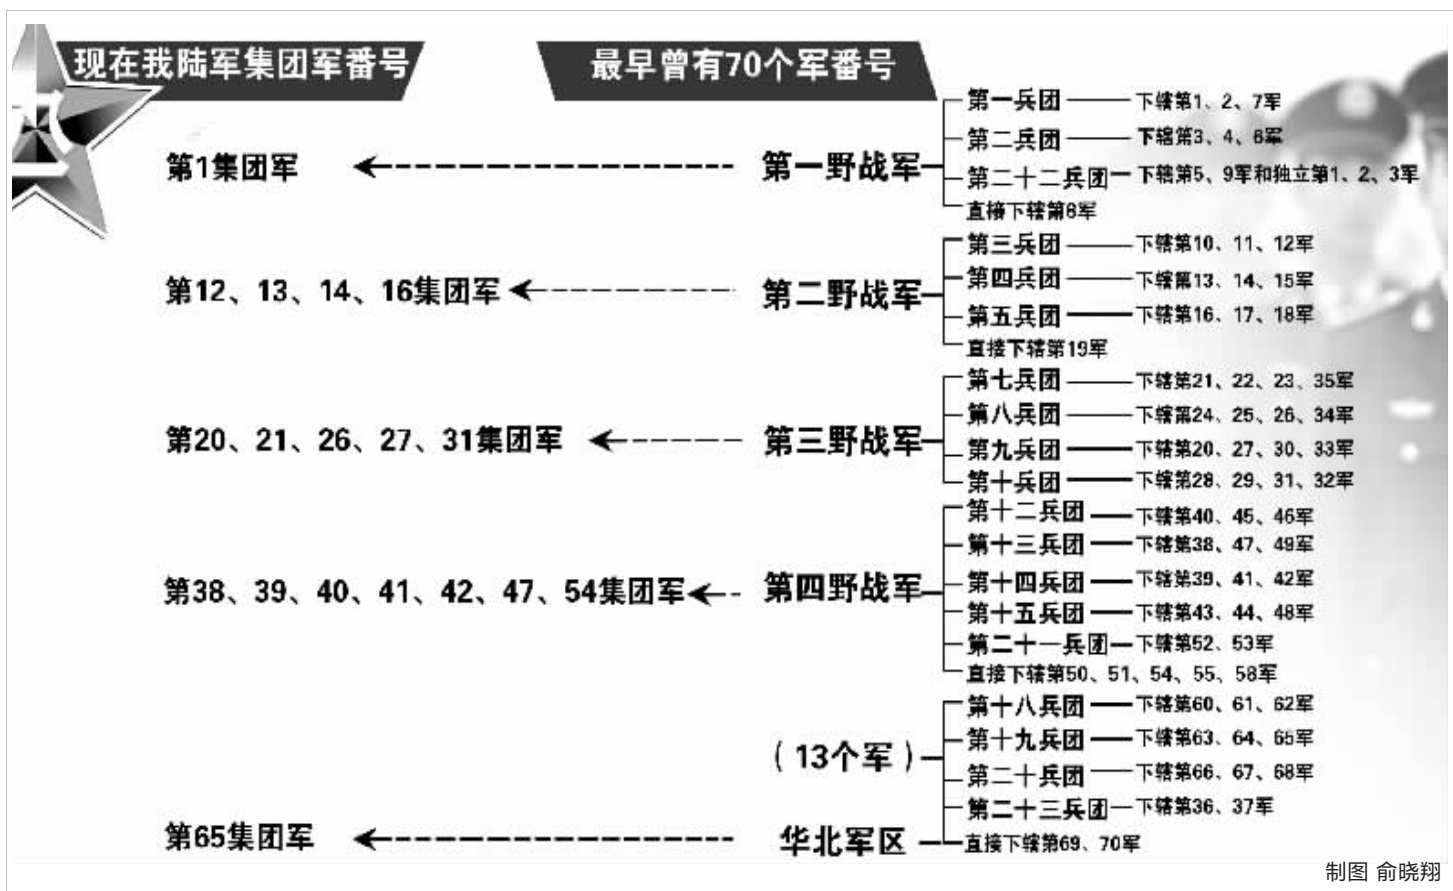 现在我陆军集团军番号
最早曾有70个军番号
第1集团军
第一野战军
第一兵团
下辖第1、2、7军
第二兵团
下辖第3、4、6军
第二十二兵团
下辖第5、9军和独立第1、2、3军
直接下辖第8军
第12、13、14、16集团军
第二野战军
第三兵团
下辖第10、11、12军
第四兵团
下辖第13、14、15军
第五兵团
下辖第16、17、18军
直接下辖第19军
第20、21、26、27、31集团军
第三野战军
第七兵团
下辖第21、22、23、35军
第八兵团
下辖第24、25、26、34军
第九兵团
下辖第20、27、30、33军
第十兵团
下辖第28、29、31、32军
第38、39、40、41、42、47、54集团军
第四野战军
第十二兵团
下辖第40、45、46军
第十三兵团
下辖第38、47、49军
第十四兵团
下辖第39、41、42军
第十五兵团
下辖第43、44、48军
第二十一兵团
下辖第52、53军
直接下辖第50、51、54、55、58军
(13个军)
第65集团军
华北军区
第十八兵团
下辖第60、61、62军
第十九兵团
下辖第63、64、65军
第二十兵团
下辖第66、67、68军
第二十三兵团
下辖第36、37军
直接下辖第69、70军
制图 俞晓翔